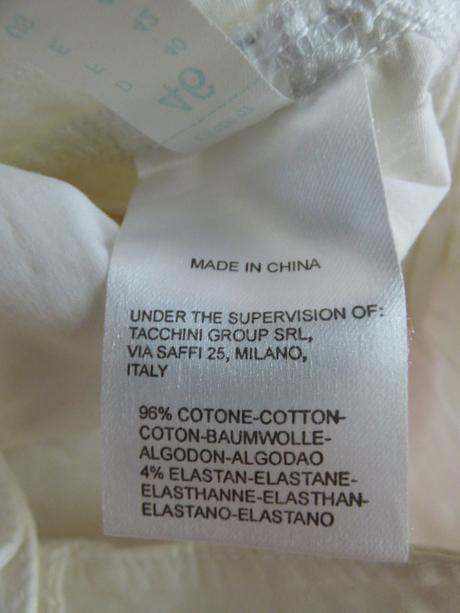 46
MADE IN CHINA
UNDER THE SUPERVISION OF:
TACCHINI GROUP SRL,
VIA SAFFI 25, MILANO,
ITALY
96% COTONE-COTTON-
COTON-BAUMWOLLE-
ALGODON-ALGODAO
4% ELASTAN-ELASTANE-
ELASTHANNE-ELASTHAN-
ELASTANO-ELASTANO